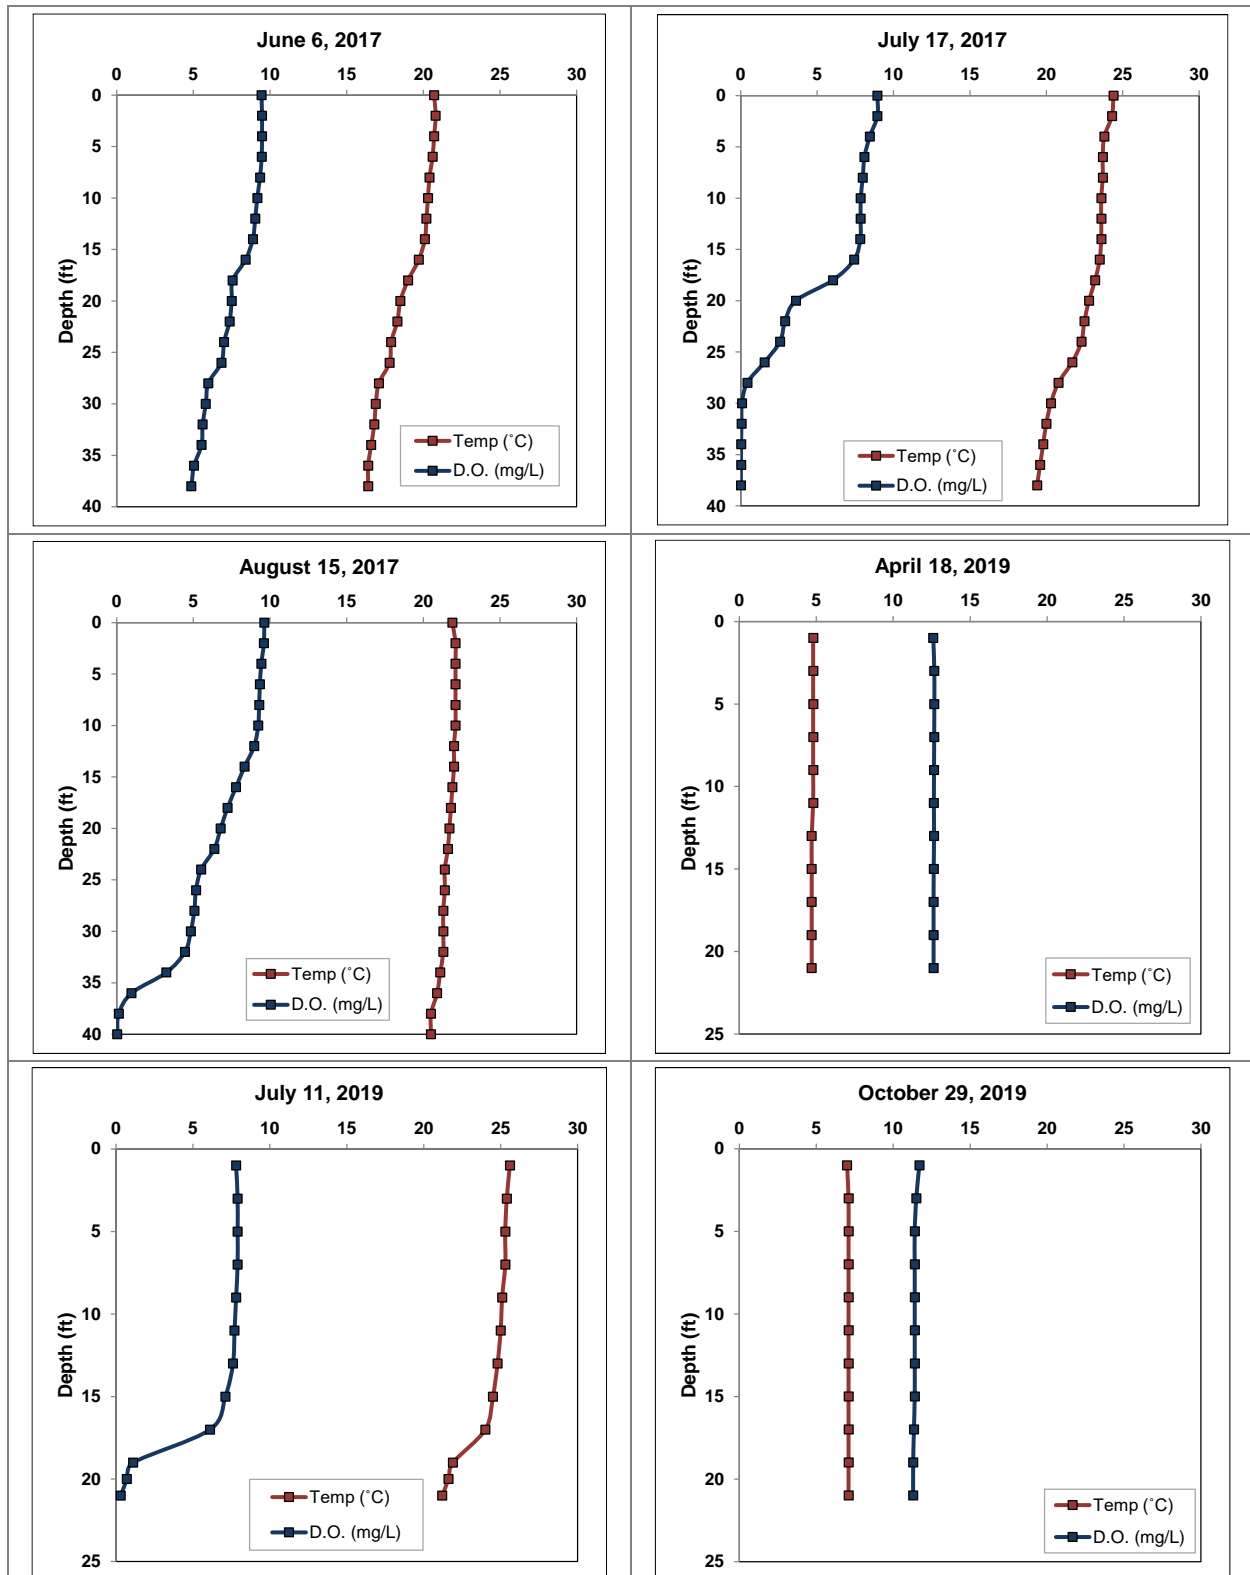 June 6, 2017
0 5 10 15 20 25 30
0
5
10
15
20
25
30
35
40
Depth (ft)
Temp (˚C)
D.O. (mg/L)
July 17, 2017
0 5 10 15 20 25 30
0
5
10
15
20
25
30
35
40
Depth (ft)
Temp (˚C)
D.O. (mg/L)
August 15, 2017
0 5 10 15 20 25 30
0
5
10
15
20
25
30
35
40
Depth (ft)
Temp (˚C)
D.O. (mg/L)
April 18, 2019
0 5 10 15 20 25 30
0
5
10
15
20
25
Depth (ft)
Temp (˚C)
D.O. (mg/L)
July 11, 2019
0 5 10 15 20 25 30
0
5
10
15
20
25
Depth (ft)
Temp (˚C)
D.O. (mg/L)
October 29, 2019
0 5 10 15 20 25 30
0
5
10
15
20
25
Depth (ft)
Temp (˚C)
D.O. (mg/L)